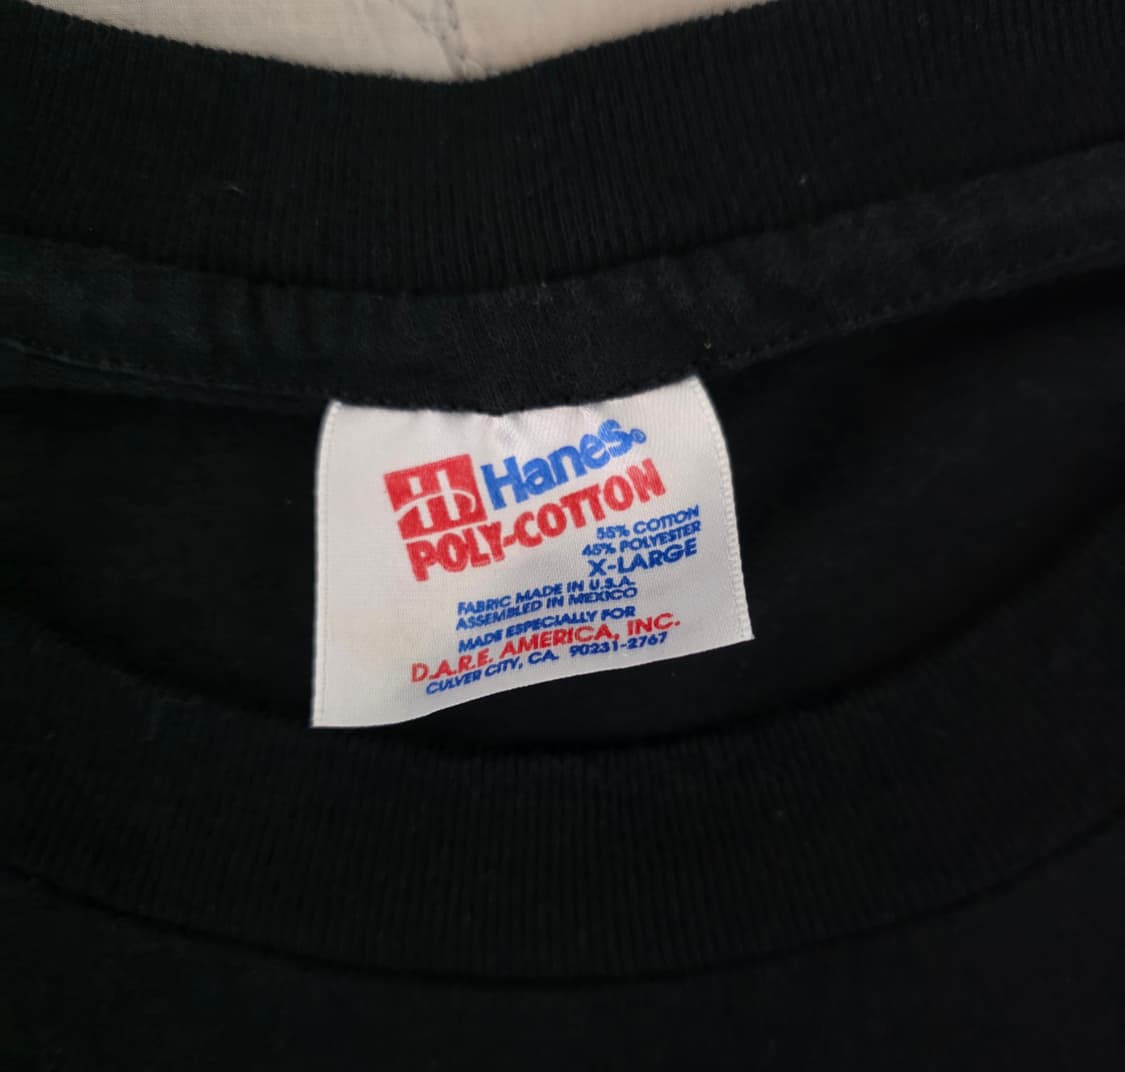 H Hanes®
POLY-COTTON
55% COTTON
45% POLYESTER
X-LARGE
FABRIC MADE IN U.S.A.
ASSEMBLED IN MEXICO
MADE ESPECIALLY FOR
D.A.R.E. AMERICA, INC.
CULVER CITY, CA. 90231-2767